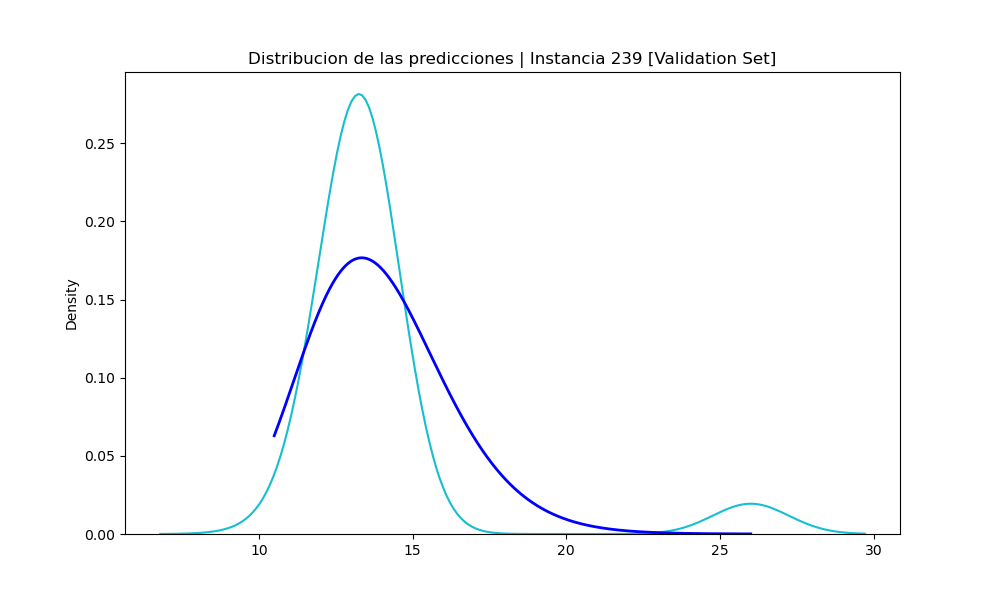 Distribucion de las predicciones | Instancia 239 [Validation Set]
Density
0.25
0.20
0.15
0.10
0.05
0.00
10 15 20 25 30